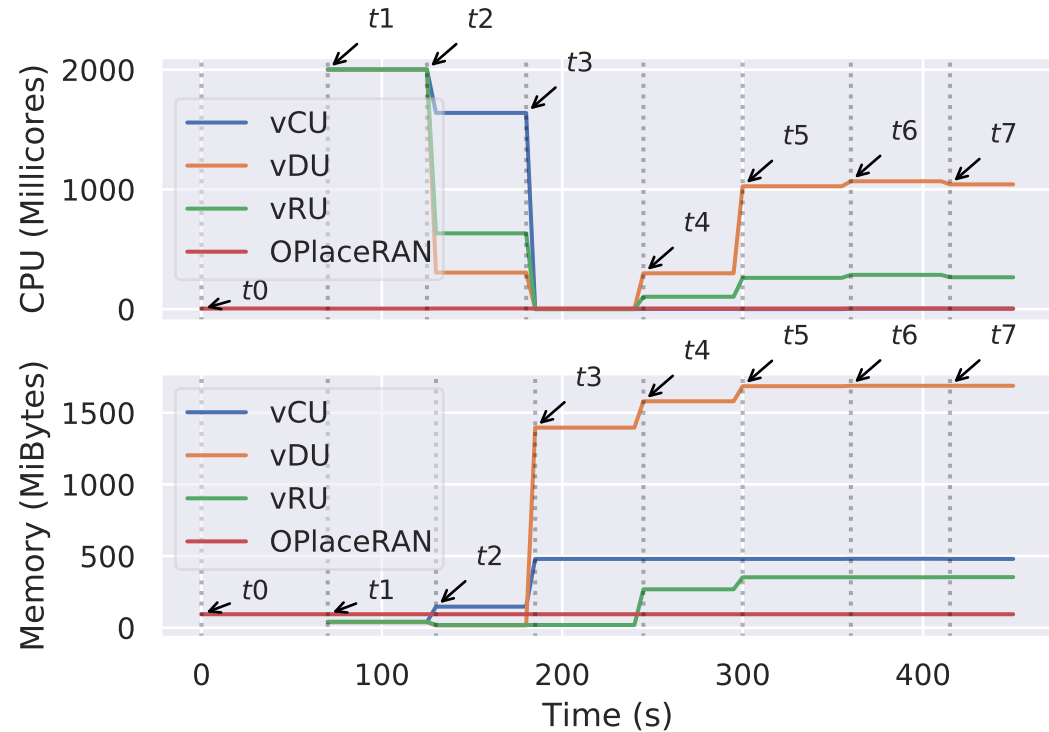 t1 t2
t3
2000
vCU
vDU
vRU
OPlaceRAN
1000
0
t0
t4
t5
t6
t7
CPU (Millicores)
t3
t4
t5
t6
t7
1500
1000
500
0
vCU
vDU
vRU
OPlaceRAN
t0
t1
t2
Memory (MiBytes)
0 100 200 300 400
Time (s)